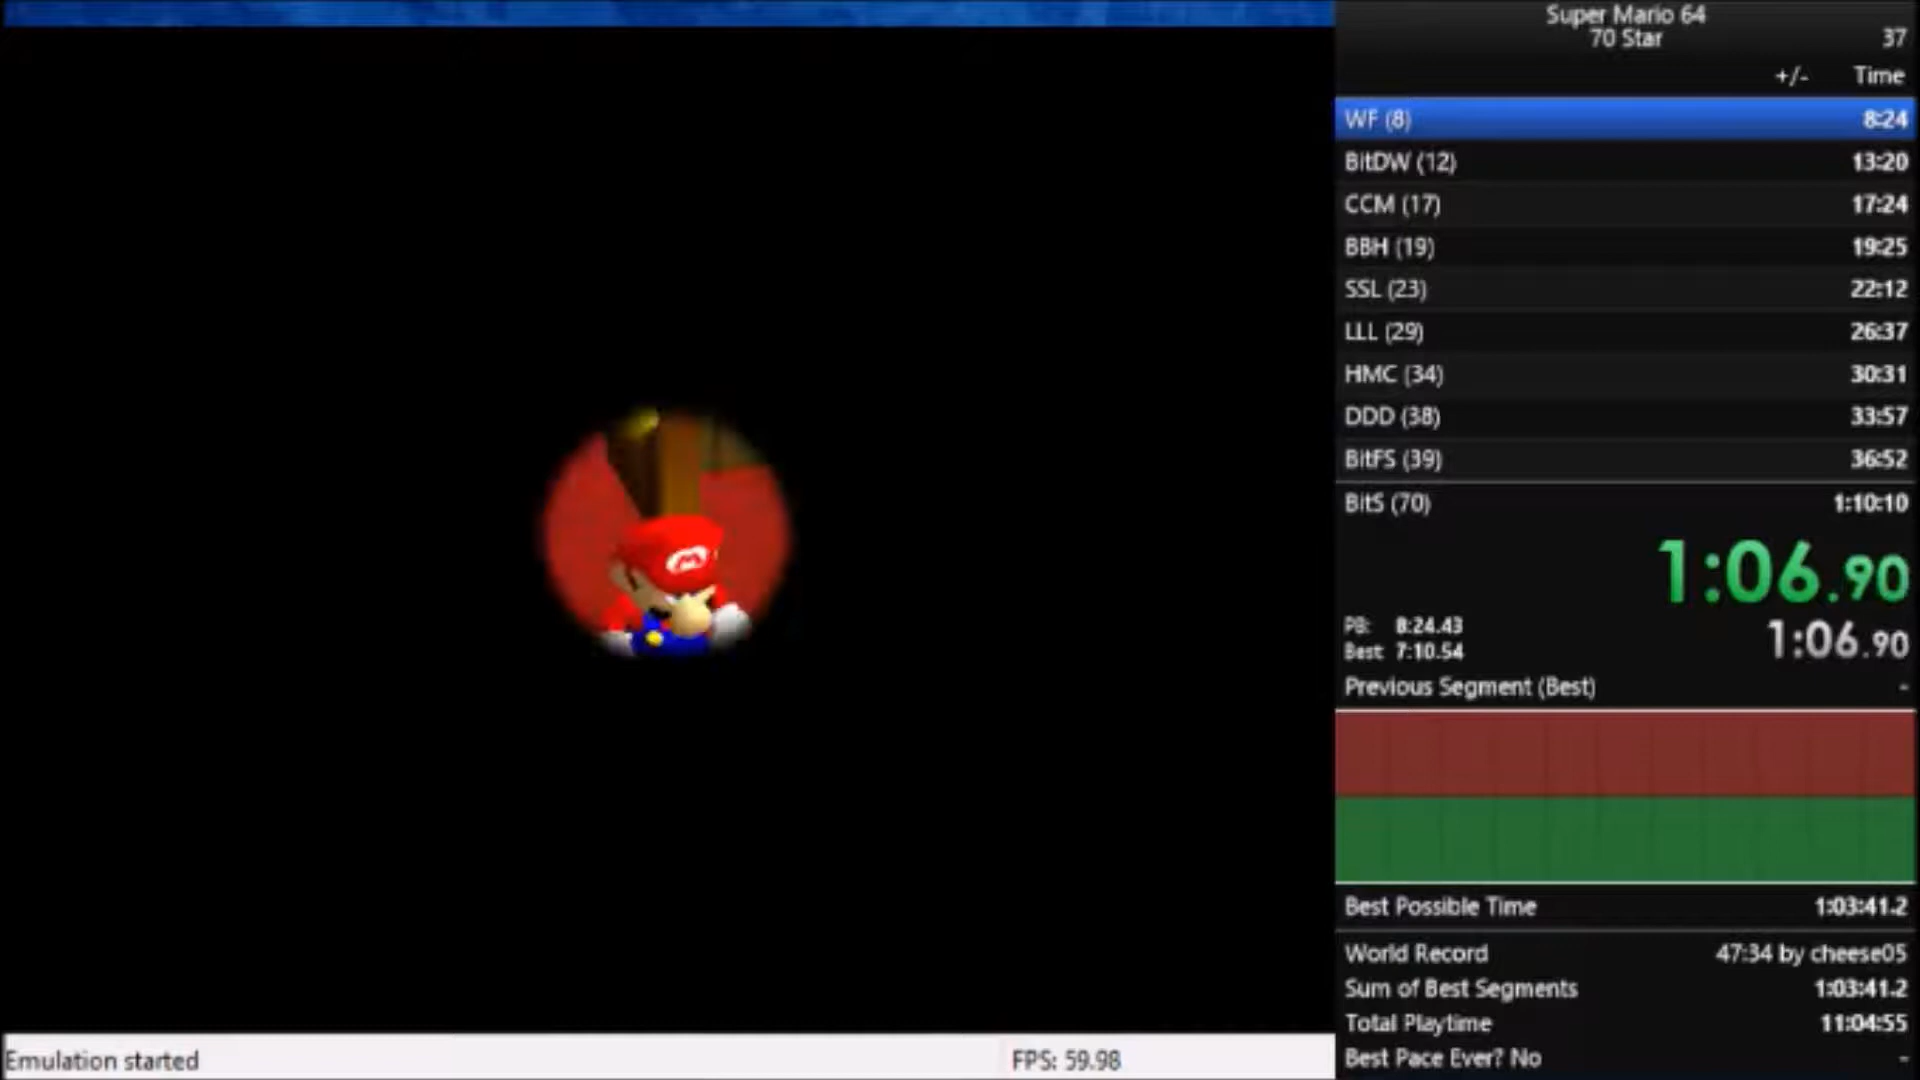 Super Mario 64
70 Star 37
+/- Time
WF (8) 8:24
BitDW (12) 13:20
CCM (17) 17:24
BBH (19) 19:25
SSL (23) 22:12
LLL (29) 26:37
HMC (34) 30:31
DDD (38) 33:57
BitFS (39) 36:52
BitS (70) 1:10:10
1:06.90
PB: 8:24.43
1:06.90
Best: 7:10.54
Previous Segment (Best) -
Best Possible Time 1:03:41.2
World Record 47:34 by cheese05
Sum of Best Segments 1:03:41.2
Total Playtime 11:04:55
Best Pace Ever? No -
M
Emulation started FPS: 59.98